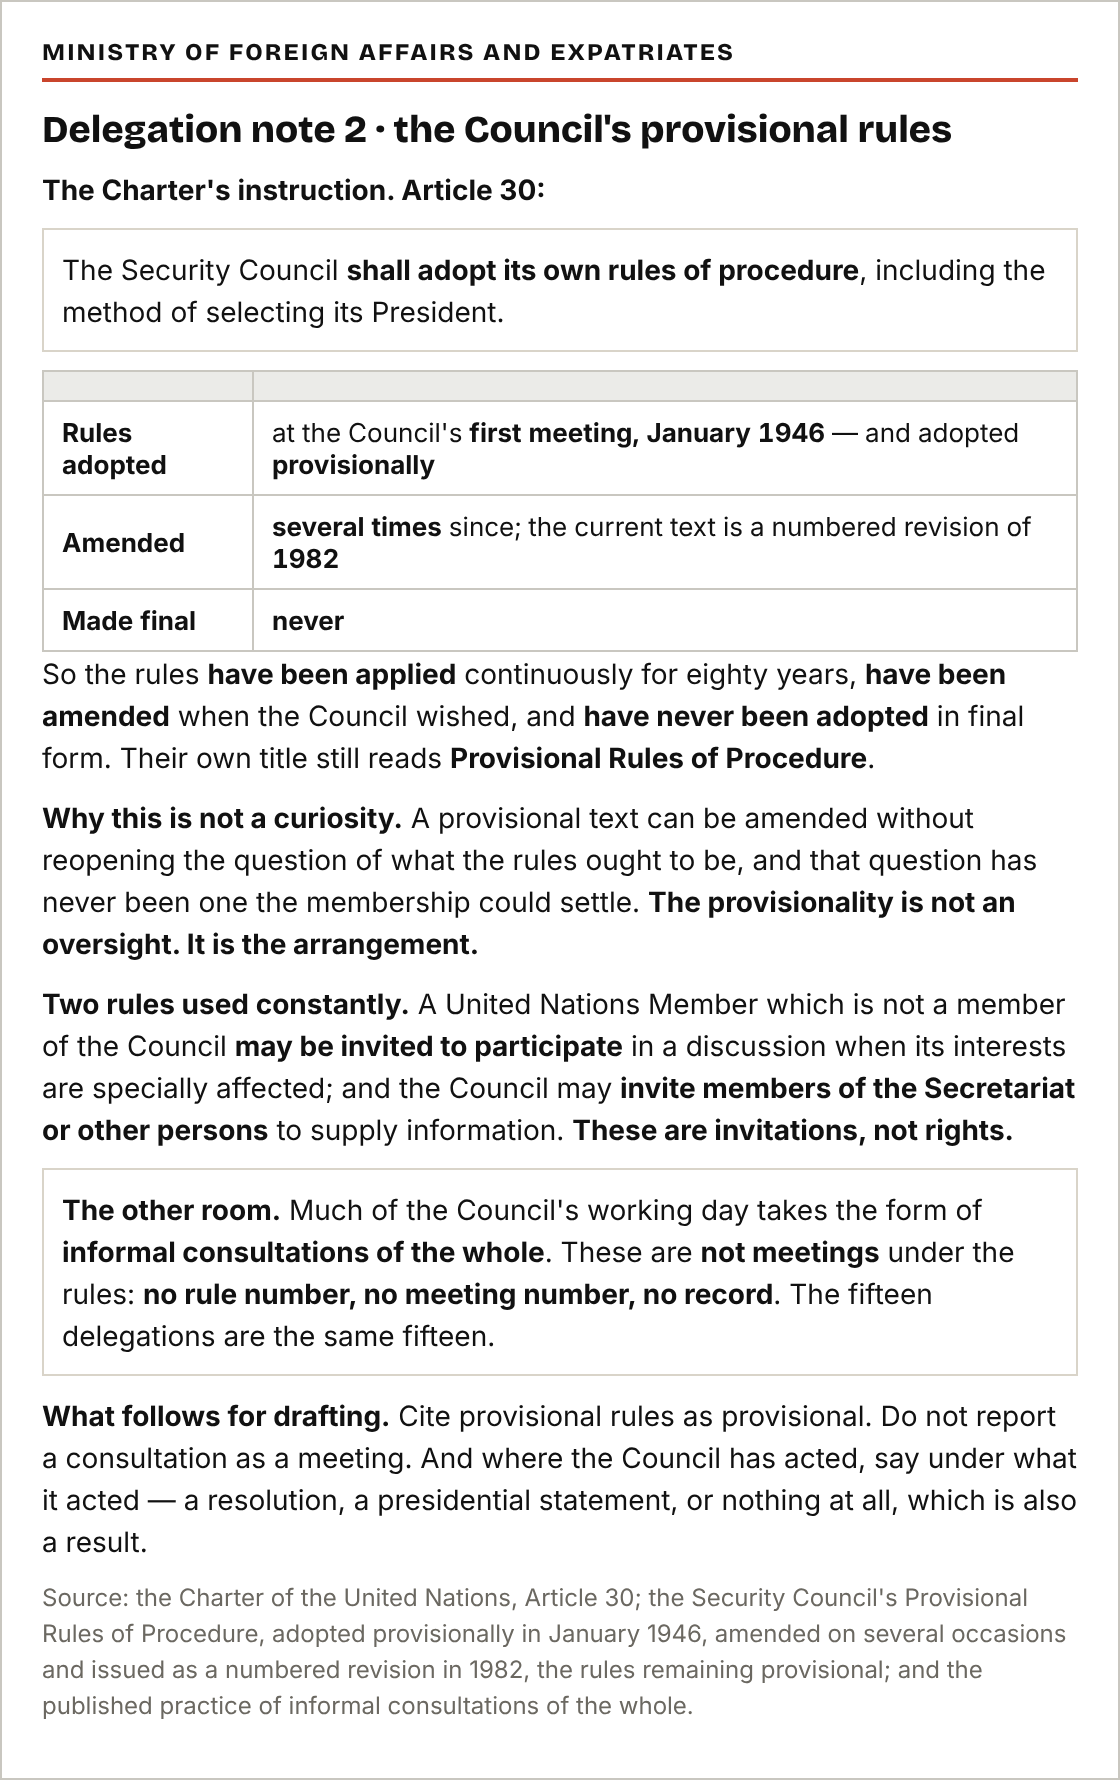 MINISTRY OF FOREIGN AFFAIRS AND EXPATRIATES
Delegation note 2 · the Council's provisional rules
The Charter's instruction. Article 30:
The Security Council shall adopt its own rules of procedure, including the
method of selecting its President.
Rules
adopted
at the Council's first meeting, January 1946 — and adopted
provisionally
Amended
several times since; the current text is a numbered revision of
1982
Made final
never
So the rules have been applied continuously for eighty years, have been
amended when the Council wished, and have never been adopted in final
form. Their own title still reads Provisional Rules of Procedure.
Why this is not a curiosity. A provisional text can be amended without
reopening the question of what the rules ought to be, and that question has
never been one the membership could settle. The provisionality is not an
oversight. It is the arrangement.
Two rules used constantly. A United Nations Member which is not a member
of the Council may be invited to participate in a discussion when its interests
are specially affected; and the Council may invite members of the Secretariat
or other persons to supply information. These are invitations, not rights.
The other room. Much of the Council's working day takes the form of
informal consultations of the whole. These are not meetings under the
rules: no rule number, no meeting number, no record. The fifteen
delegations are the same fifteen.
What follows for drafting. Cite provisional rules as provisional. Do not report
a consultation as a meeting. And where the Council has acted, say under what
it acted — a resolution, a presidential statement, or nothing at all, which is also
a result.
Source: the Charter of the United Nations, Article 30; the Security Council's Provisional
Rules of Procedure, adopted provisionally in January 1946, amended on several occasions
and issued as a numbered revision in 1982, the rules remaining provisional; and the
published practice of informal consultations of the whole.